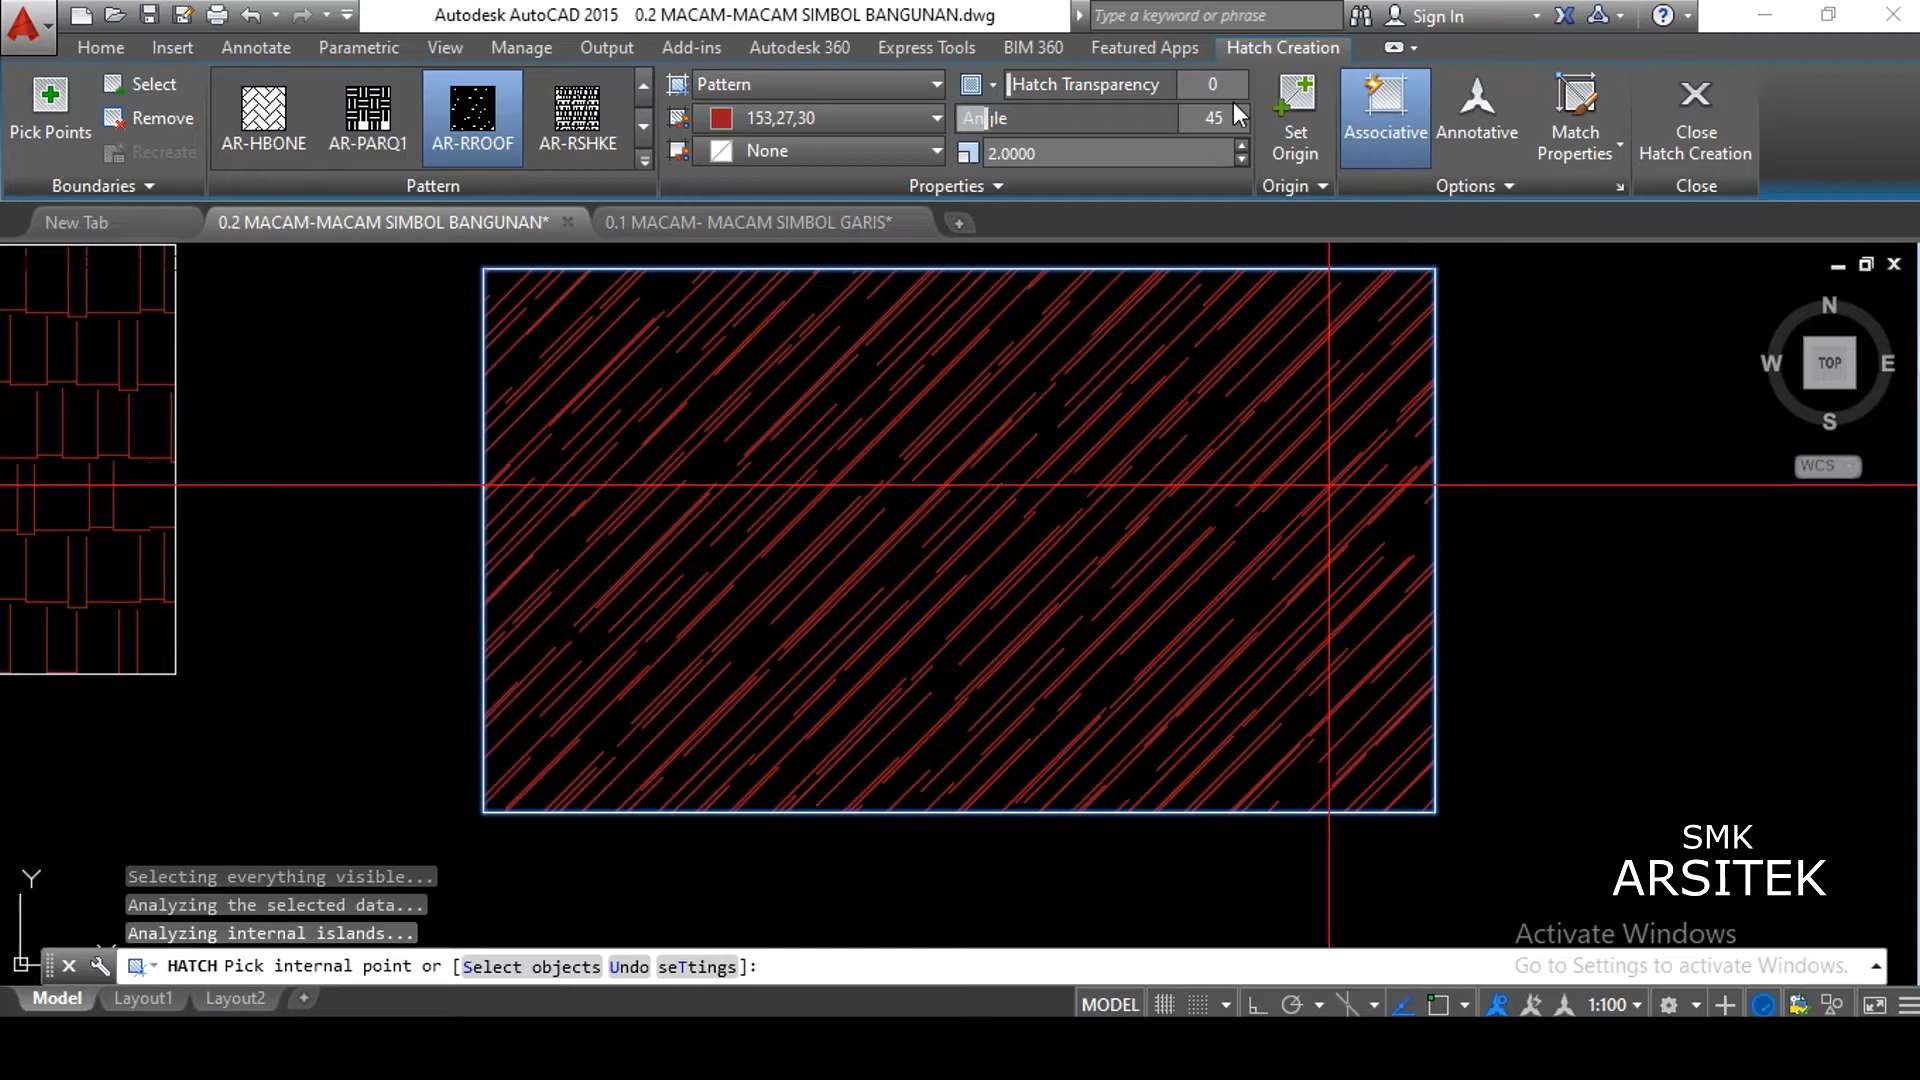 Autodesk AutoCAD 2015 0.2 MACAM-MACAM SIMBOL BANGUNAN.dwg Type a keyword or phrase Sign In
Home Insert Annotate Parametric View Manage Output Add-ins Autodesk 360 Express Tools BIM 360 Featured Apps Hatch Creation
Pick Points
Select
Remove
Recreate
AR-HBONE AR-PARQ1 AR-RROOF AR-RSHKE
Pattern
153,27,30
None
Hatch Transparency 0
Angle 45
2.0000
Set
Origin
Associative
Annotative
Match
Properties
Close
Hatch Creation
Boundaries Pattern Properties Origin Options Close
New Tab 0.2 MACAM-MACAM SIMBOL BANGUNAN* 0.1 MACAM- MACAM SIMBOL GARIS*
N
W TOP E
S
WCS
SMK
ARSITEK
Y
Selecting everything visible...
Analyzing the selected data...
Analyzing internal islands...
Activate Windows
Go to Settings to activate Windows.
HATCH Pick internal point or [Select objects Undo seTtings]:
Model Layout1 Layout2
MODEL 1:100